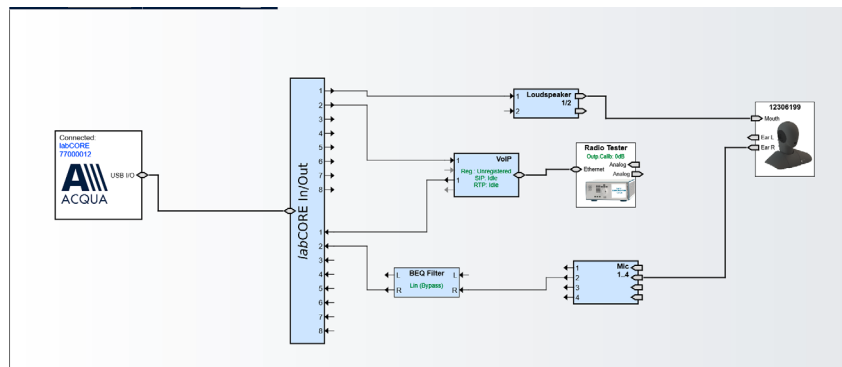 Connected:
labCORE
77000012
ACQUA
USB I/O
labCORE In/Out
1
2
3
4
5
6
7
8
1
2
3
4
5
6
7
8
1 Loudspeaker
1/2
2
12306199
Mouth
Ear L
Ear R
1 VoIP
Reg.: Unregistered
1 SIP: Idle
RTP: Idle
Radio Tester
Outp.Calib: 0dB
Analog
Ethernet
Analog
BEQ Filter
L L
Lin (Bypass)
R R
1 Mic
2 1..4
3
4